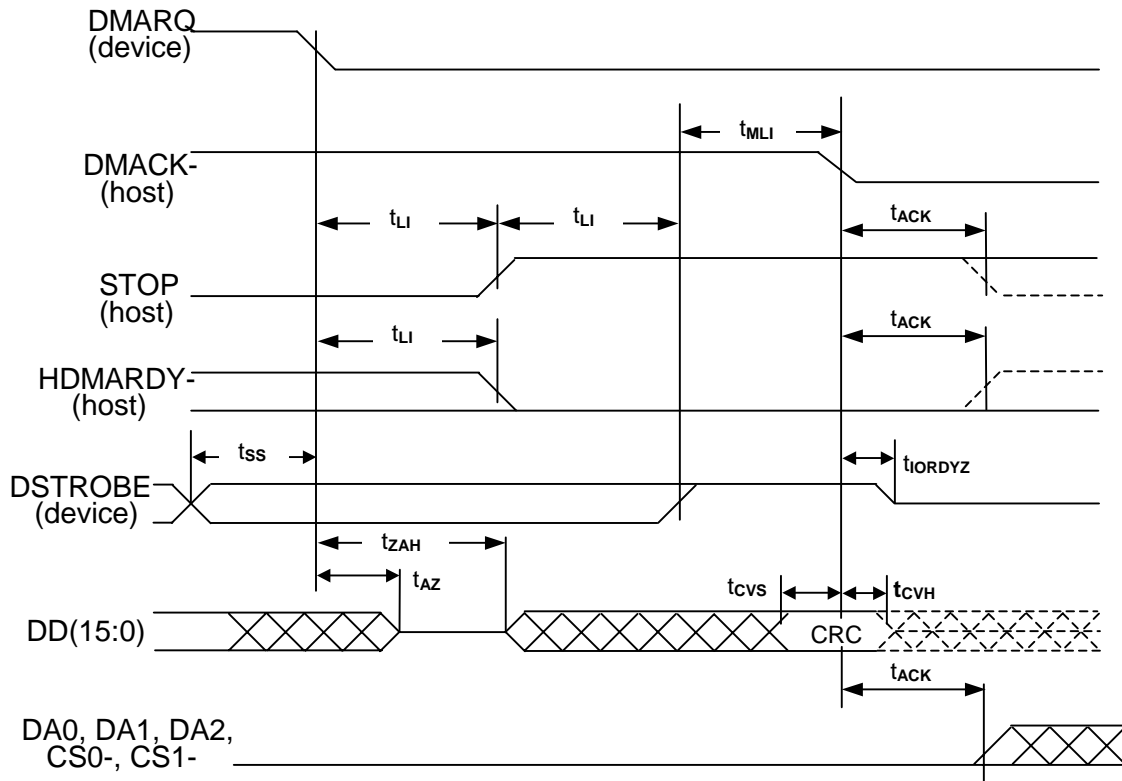 DMARQ
(device)
tMLI
DMACK-
(host)
tLI
tLI
tACK
STOP
(host)
tLI
tACK
HDMARDY-
(host)
tSS
tIORDYZ
DSTROBE
(device)
tZAH
tAZ
tCVS
tCVH
DD(15:0)
CRC
tACK
DA0, DA1, DA2,
CS0-, CS1-